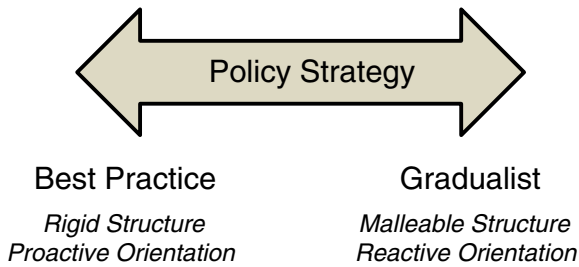 Policy Strategy
Best Practice
Gradualist
Rigid Structure
Proactive Orientation
Malleable Structure
Reactive Orientation